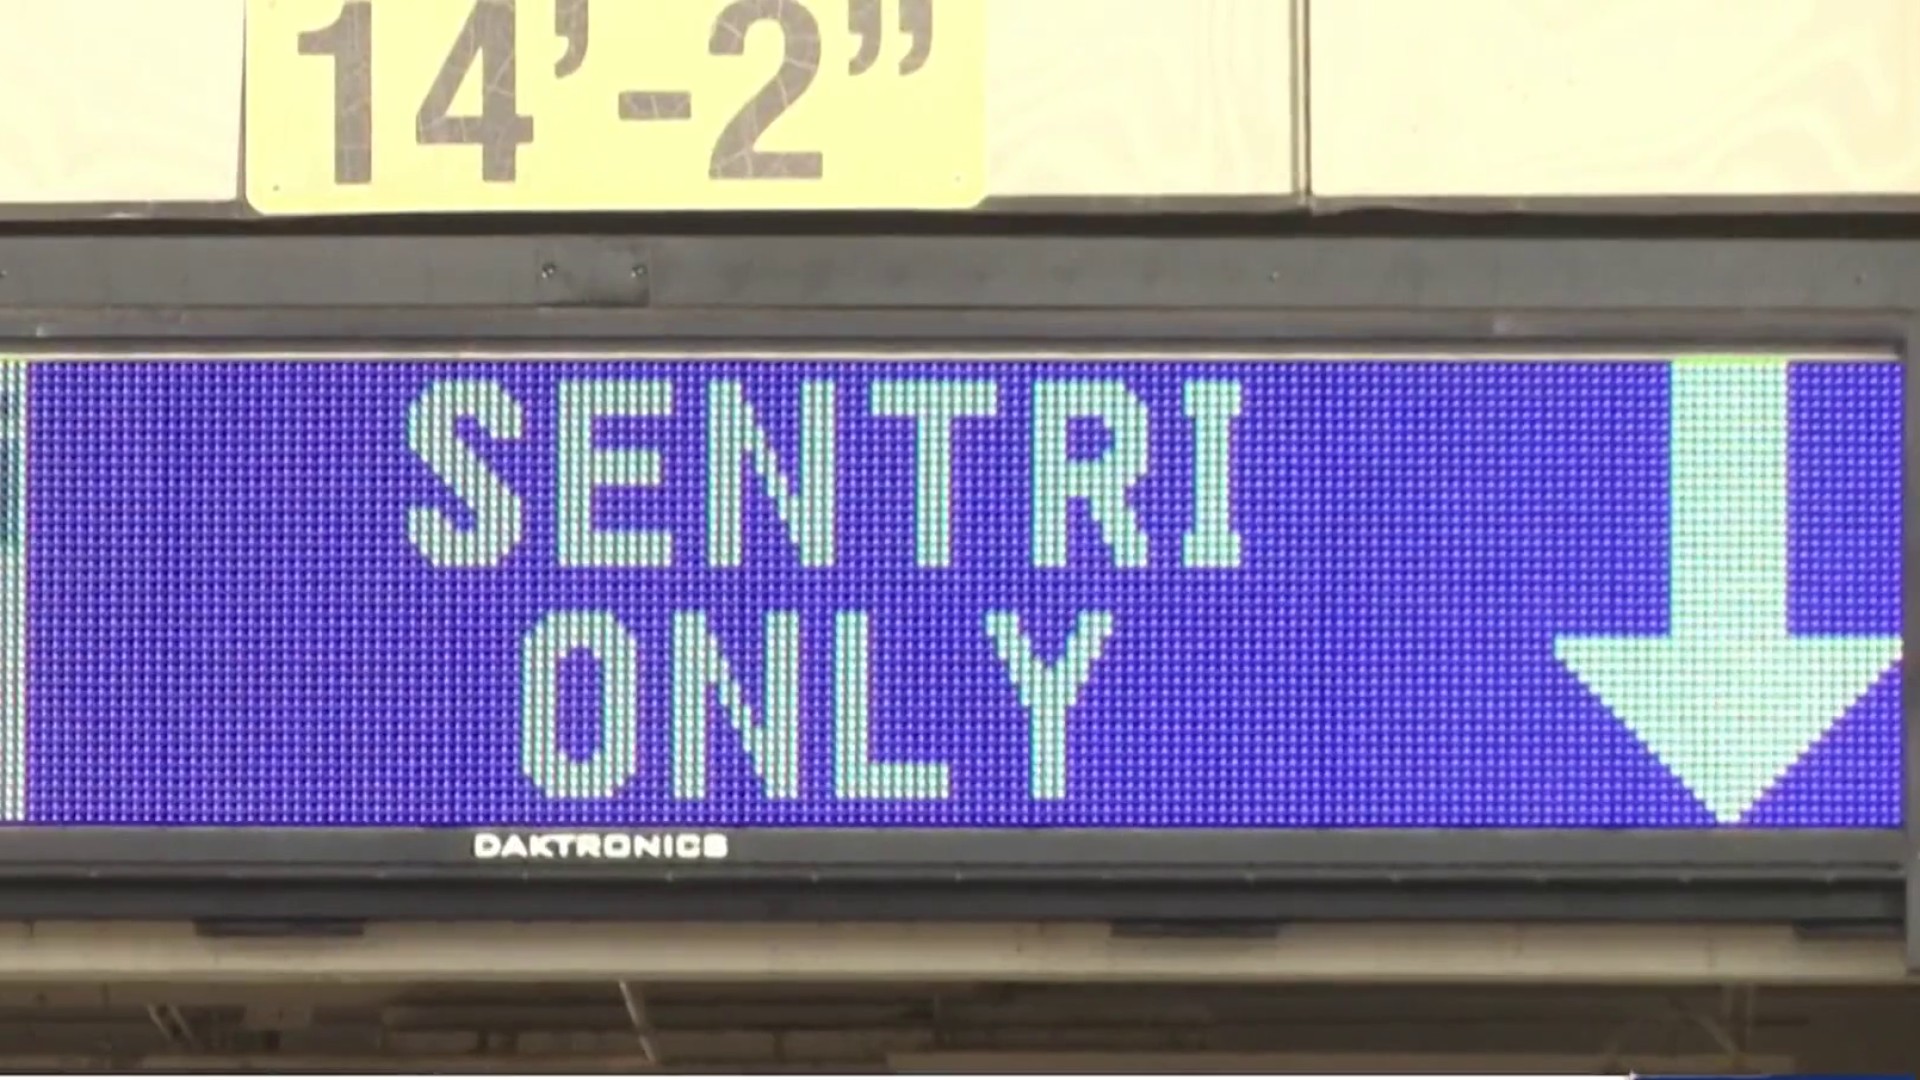 14’-2”
SENTRI
ONLY
DAKTRONICS